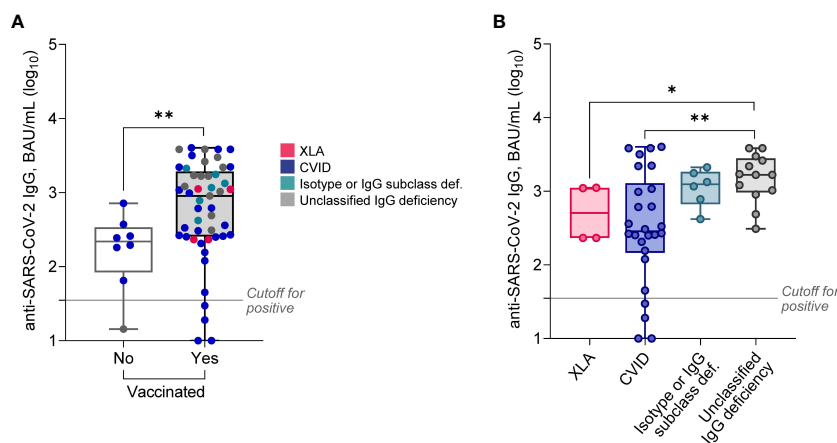 A
anti-SARS-CoV-2 IgG, BAU/mL (log10)
5
4
3
2
1
**
No
Yes
Vaccinated
Cutoff for
positive
XLA
CVID
Isotype or IgG subclass def.
Unclassified IgG deficiency
B
anti-SARS-CoV-2 IgG, BAU/mL (log10)
5
4
3
2
1
*
**
Cutoff for
positive
XLA
CVID
Isotype or IgG
subclass def.
Unclassified
IgG deficiency